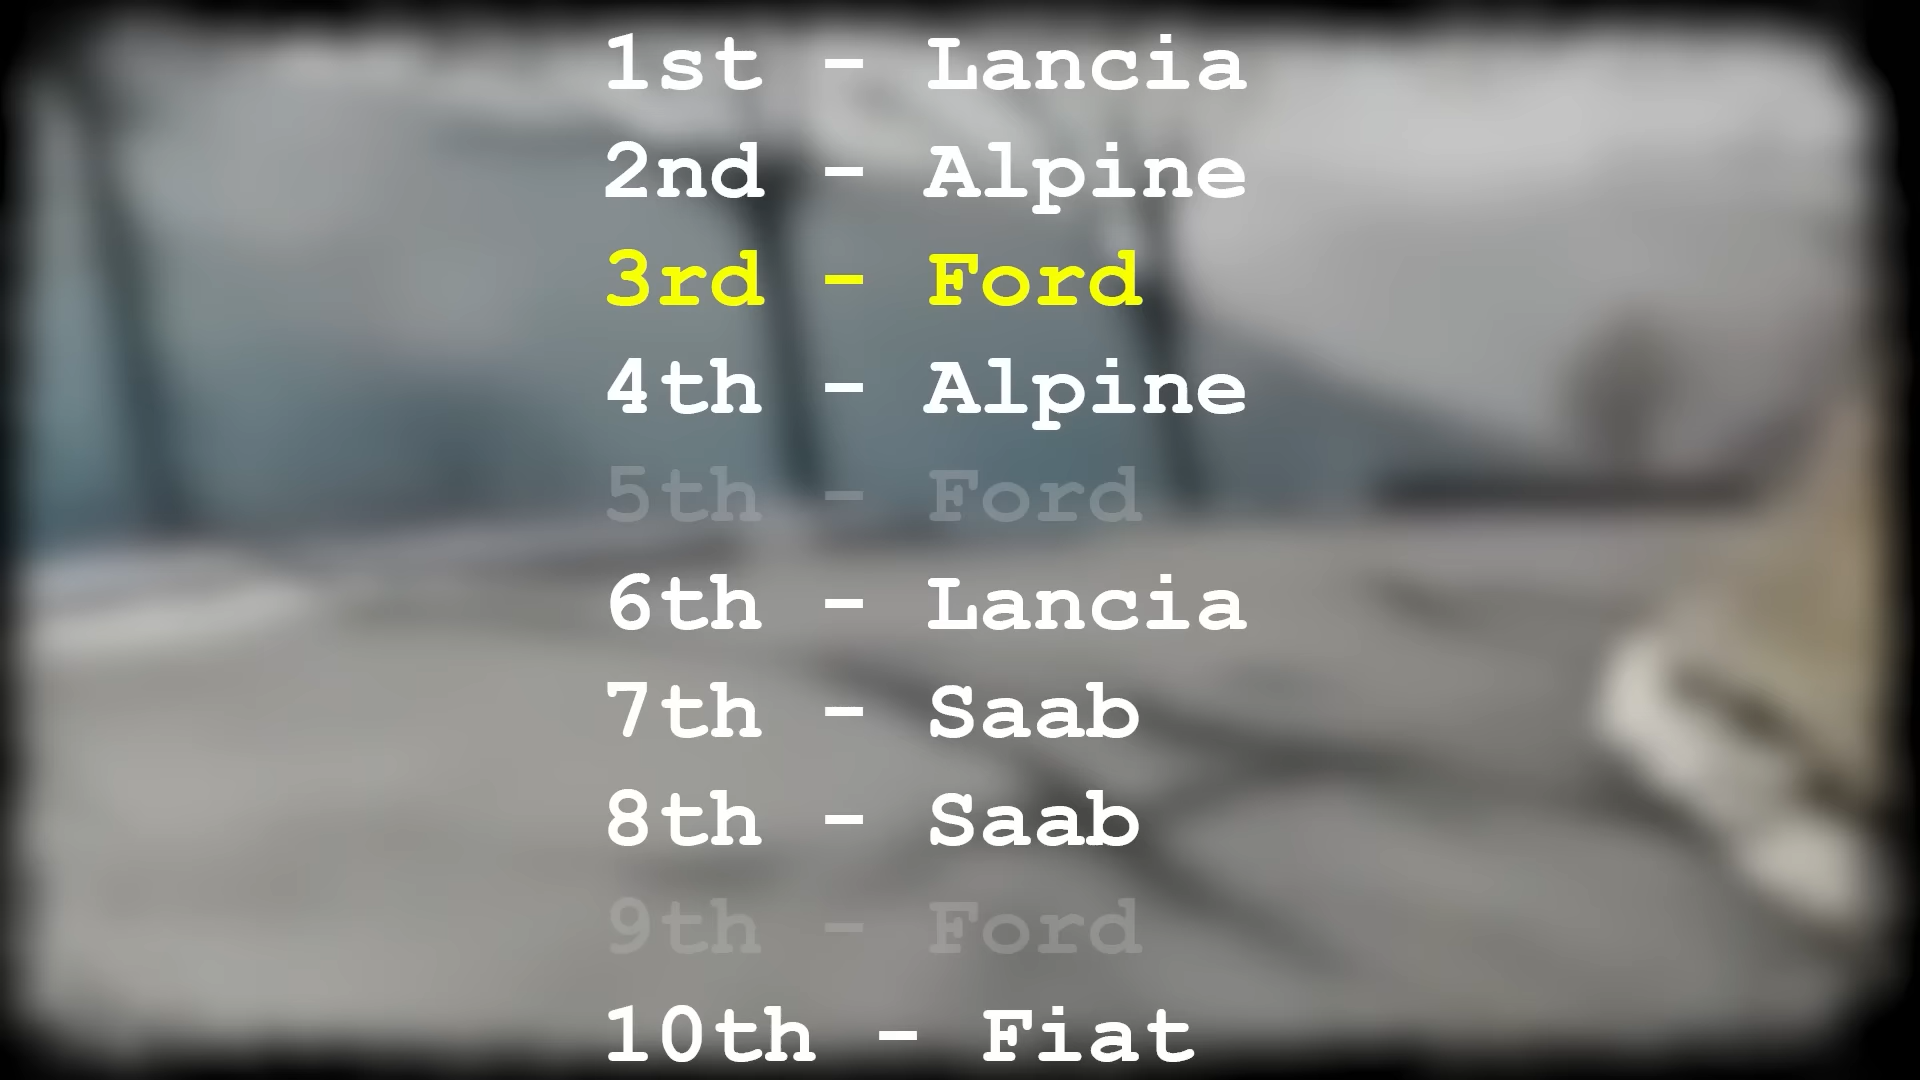 1st - Lancia
2nd - Alpine
3rd - Ford
4th - Alpine
5th - Ford
6th - Lancia
7th - Saab
8th - Saab
9th - Ford
10th - Fiat